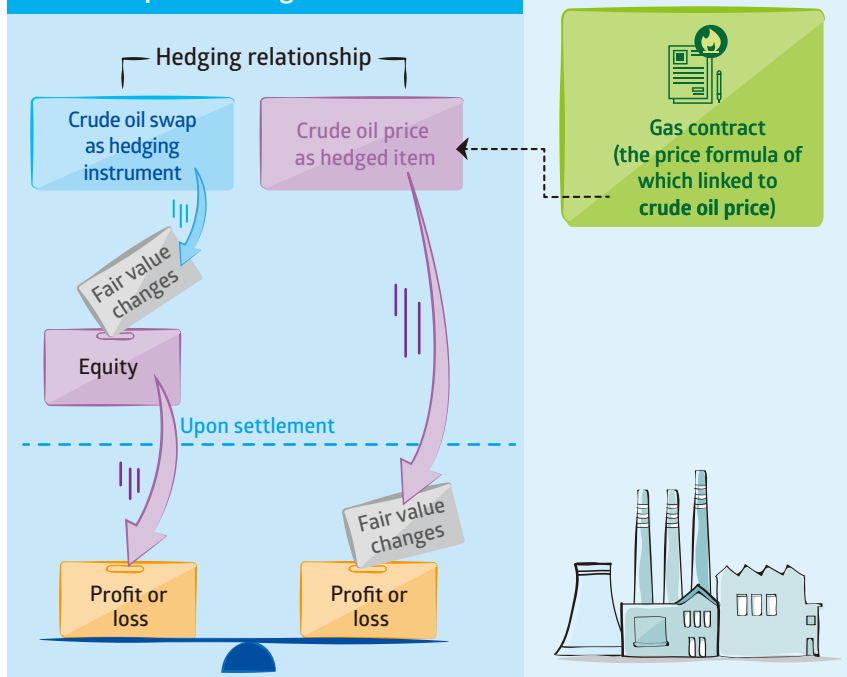 Hedging relationship
Crude oil swap
as hedging
instrument
Crude oil price
as hedged item
Gas contract
(the price formula of
which linked to
crude oil price)
Fair value
changes
Equity
Upon settlement
Fair value
changes
Profit or
loss
Profit or
loss